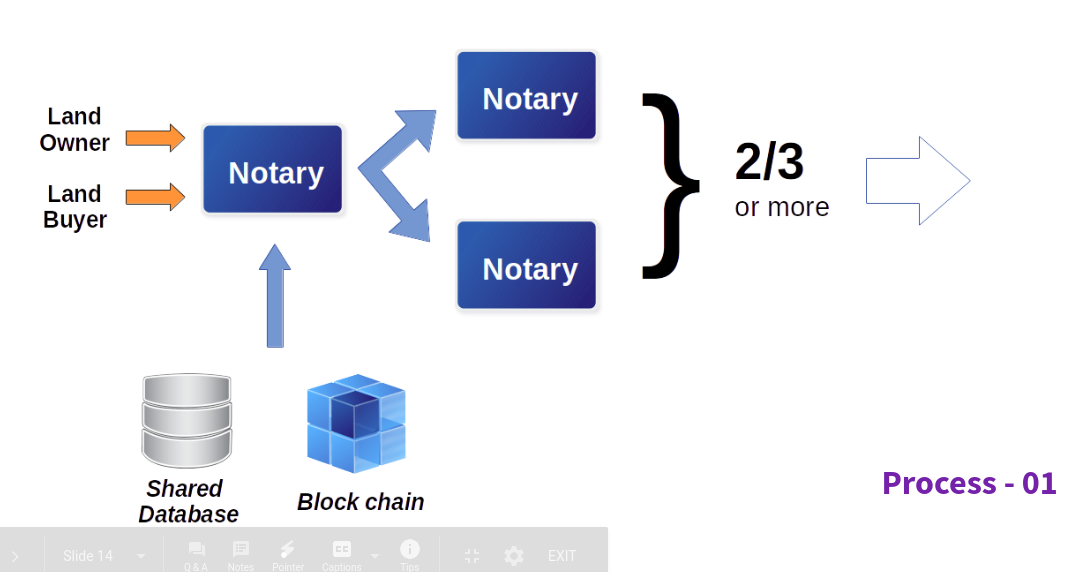 Land
Owner
Land
Buyer
Notary
Notary
Notary
2/3
or more
Shared
Database
Block chain
Process - 01
Slide 14
Q & A
Notes
Pointer
CC
Captions
Tips
EXIT